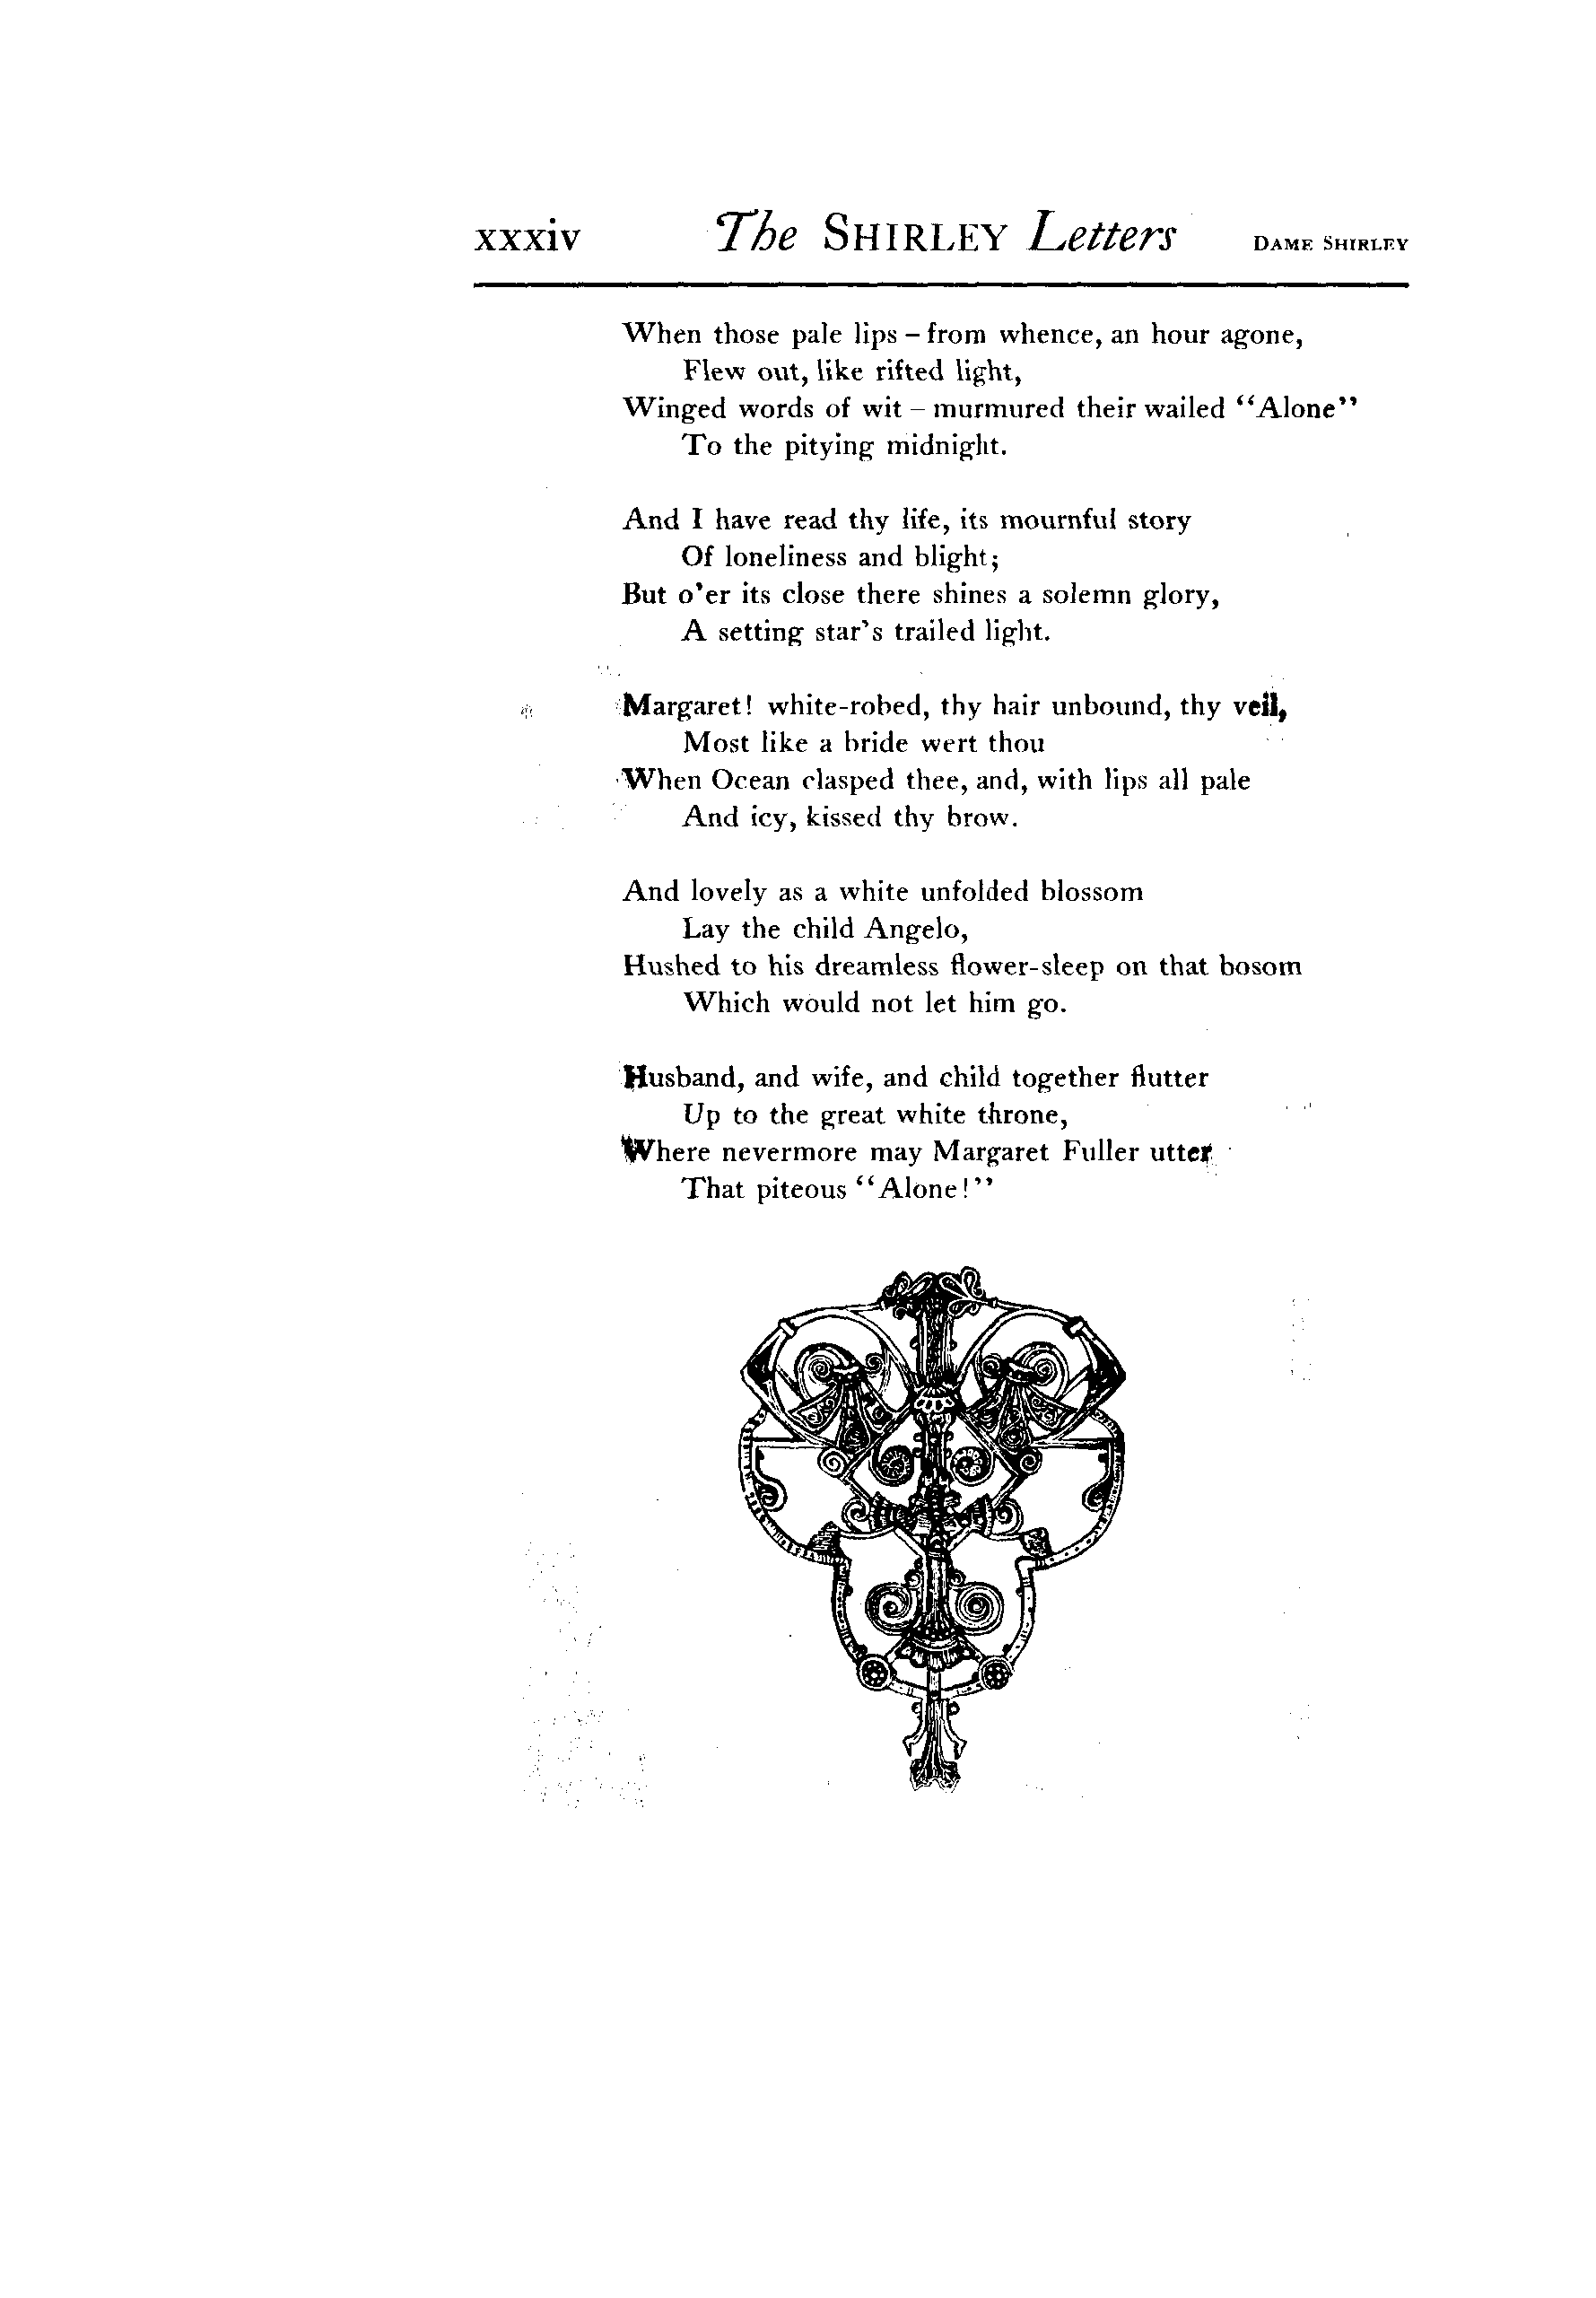 xxxiv The SHIRLEY Letters DAME SHIRLEY
When those pale lips – from whence, an hour agone,
Flew out, like rifted light,
Winged words of wit – murmured their wailed “Alone”
To the pitying midnight.
And I have read thy life, its mournful story
Of loneliness and blight;
But o’er its close there shines a solemn glory,
A setting star’s trailed light.
Margaret! white-robed, thy hair unbound, thy veil,
Most like a bride wert thou
When Ocean clasped thee, and, with lips all pale
And icy, kissed thy brow.
And lovely as a white unfolded blossom
Lay the child Angelo,
Hushed to his dreamless flower-sleep on that bosom
Which would not let him go.
Husband, and wife, and child together flutter
Up to the great white throne,
Where nevermore may Margaret Fuller utter
That piteous “Alone!”